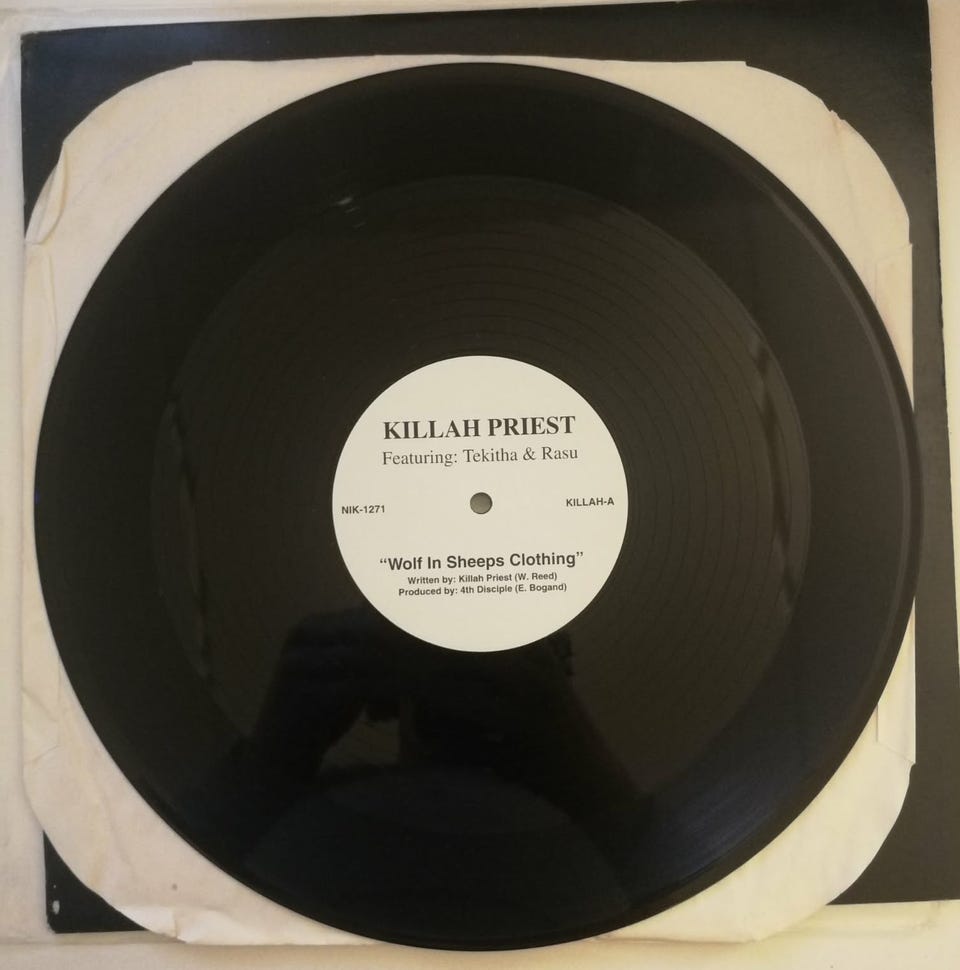 KILLAH PRIEST
Featuring: Tekitha & Rasu
NIK-1271
KILLAH-A
“Wolf In Sheeps Clothing”
Written by: Killah Priest (W. Reed)
Produced by: 4th Disciple (E. Bogand)